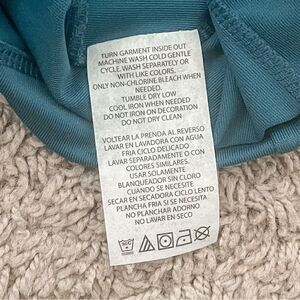 TURN GARMENT INSIDE OUT
MACHINE WASH COLD GENTLE
CYCLE, WASH SEPARATELY OR
WITH LIKE COLORS.
ONLY NON-CHLORINE BLEACH WHEN
NEEDED.
TUMBLE DRY LOW
COOL IRON WHEN NEEDED
DO NOT IRON ON DECORATION
DO NOT DRY CLEAN
VOLTEAR LA PRENDA AL REVERSO
LAVAR EN LAVADORA CON AGUA
FRIA CICLO DELICADO
LAVAR SEPARADAMENTE O CON
COLORES SIMILARES.
USAR SOLAMENTE
BLANQUEADOR SIN CLORO
CUANDO SE NECESITE
SECAR EN SECADORA CICLO LENTO
PLANCHA FRIA SI SE NECESITA
NO PLANCHAR ADORNO
NO LAVAR EN SECO